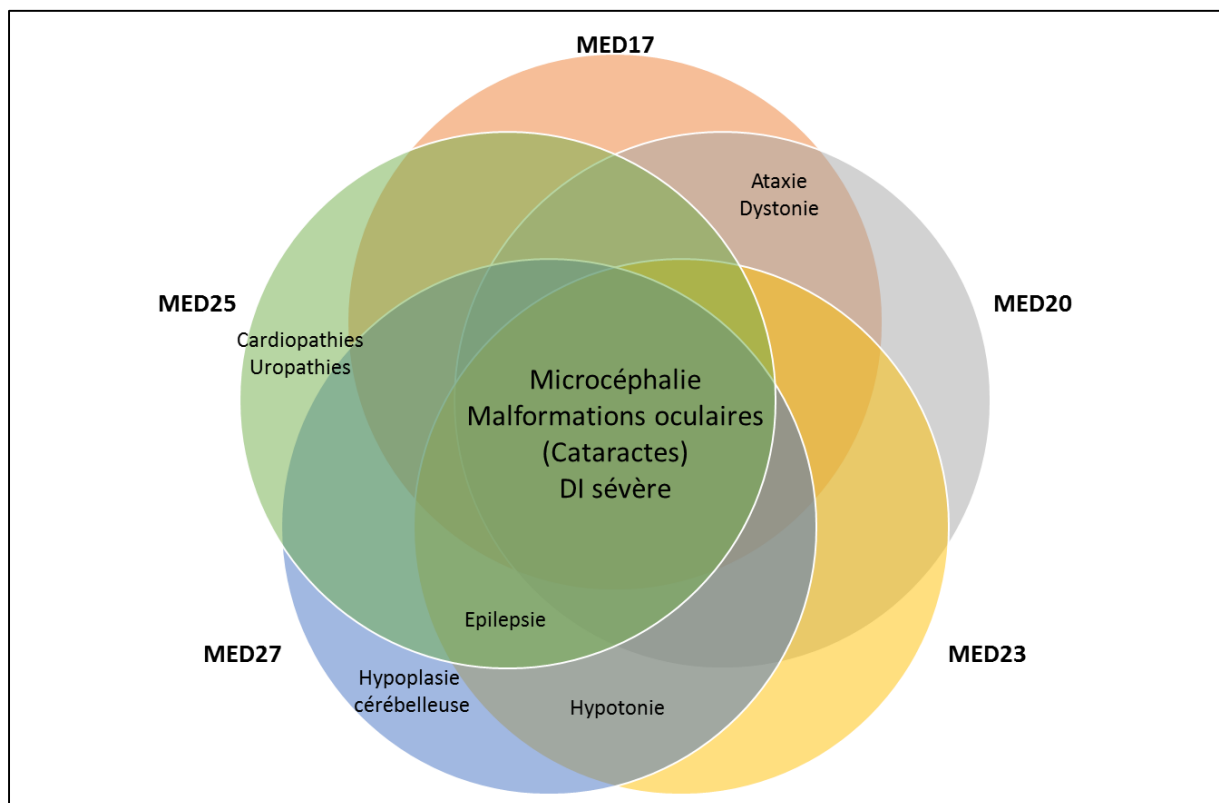 MED17
Ataxie
Dystonie
MED25
MED20
Cardiopathies
Uropathies
Microcéphalie
Malformations oculaires
(Cataractes)
DI sévère
Epilepsie
MED27
MED23
Hypoplasie
cérébelleuse
Hypotonie